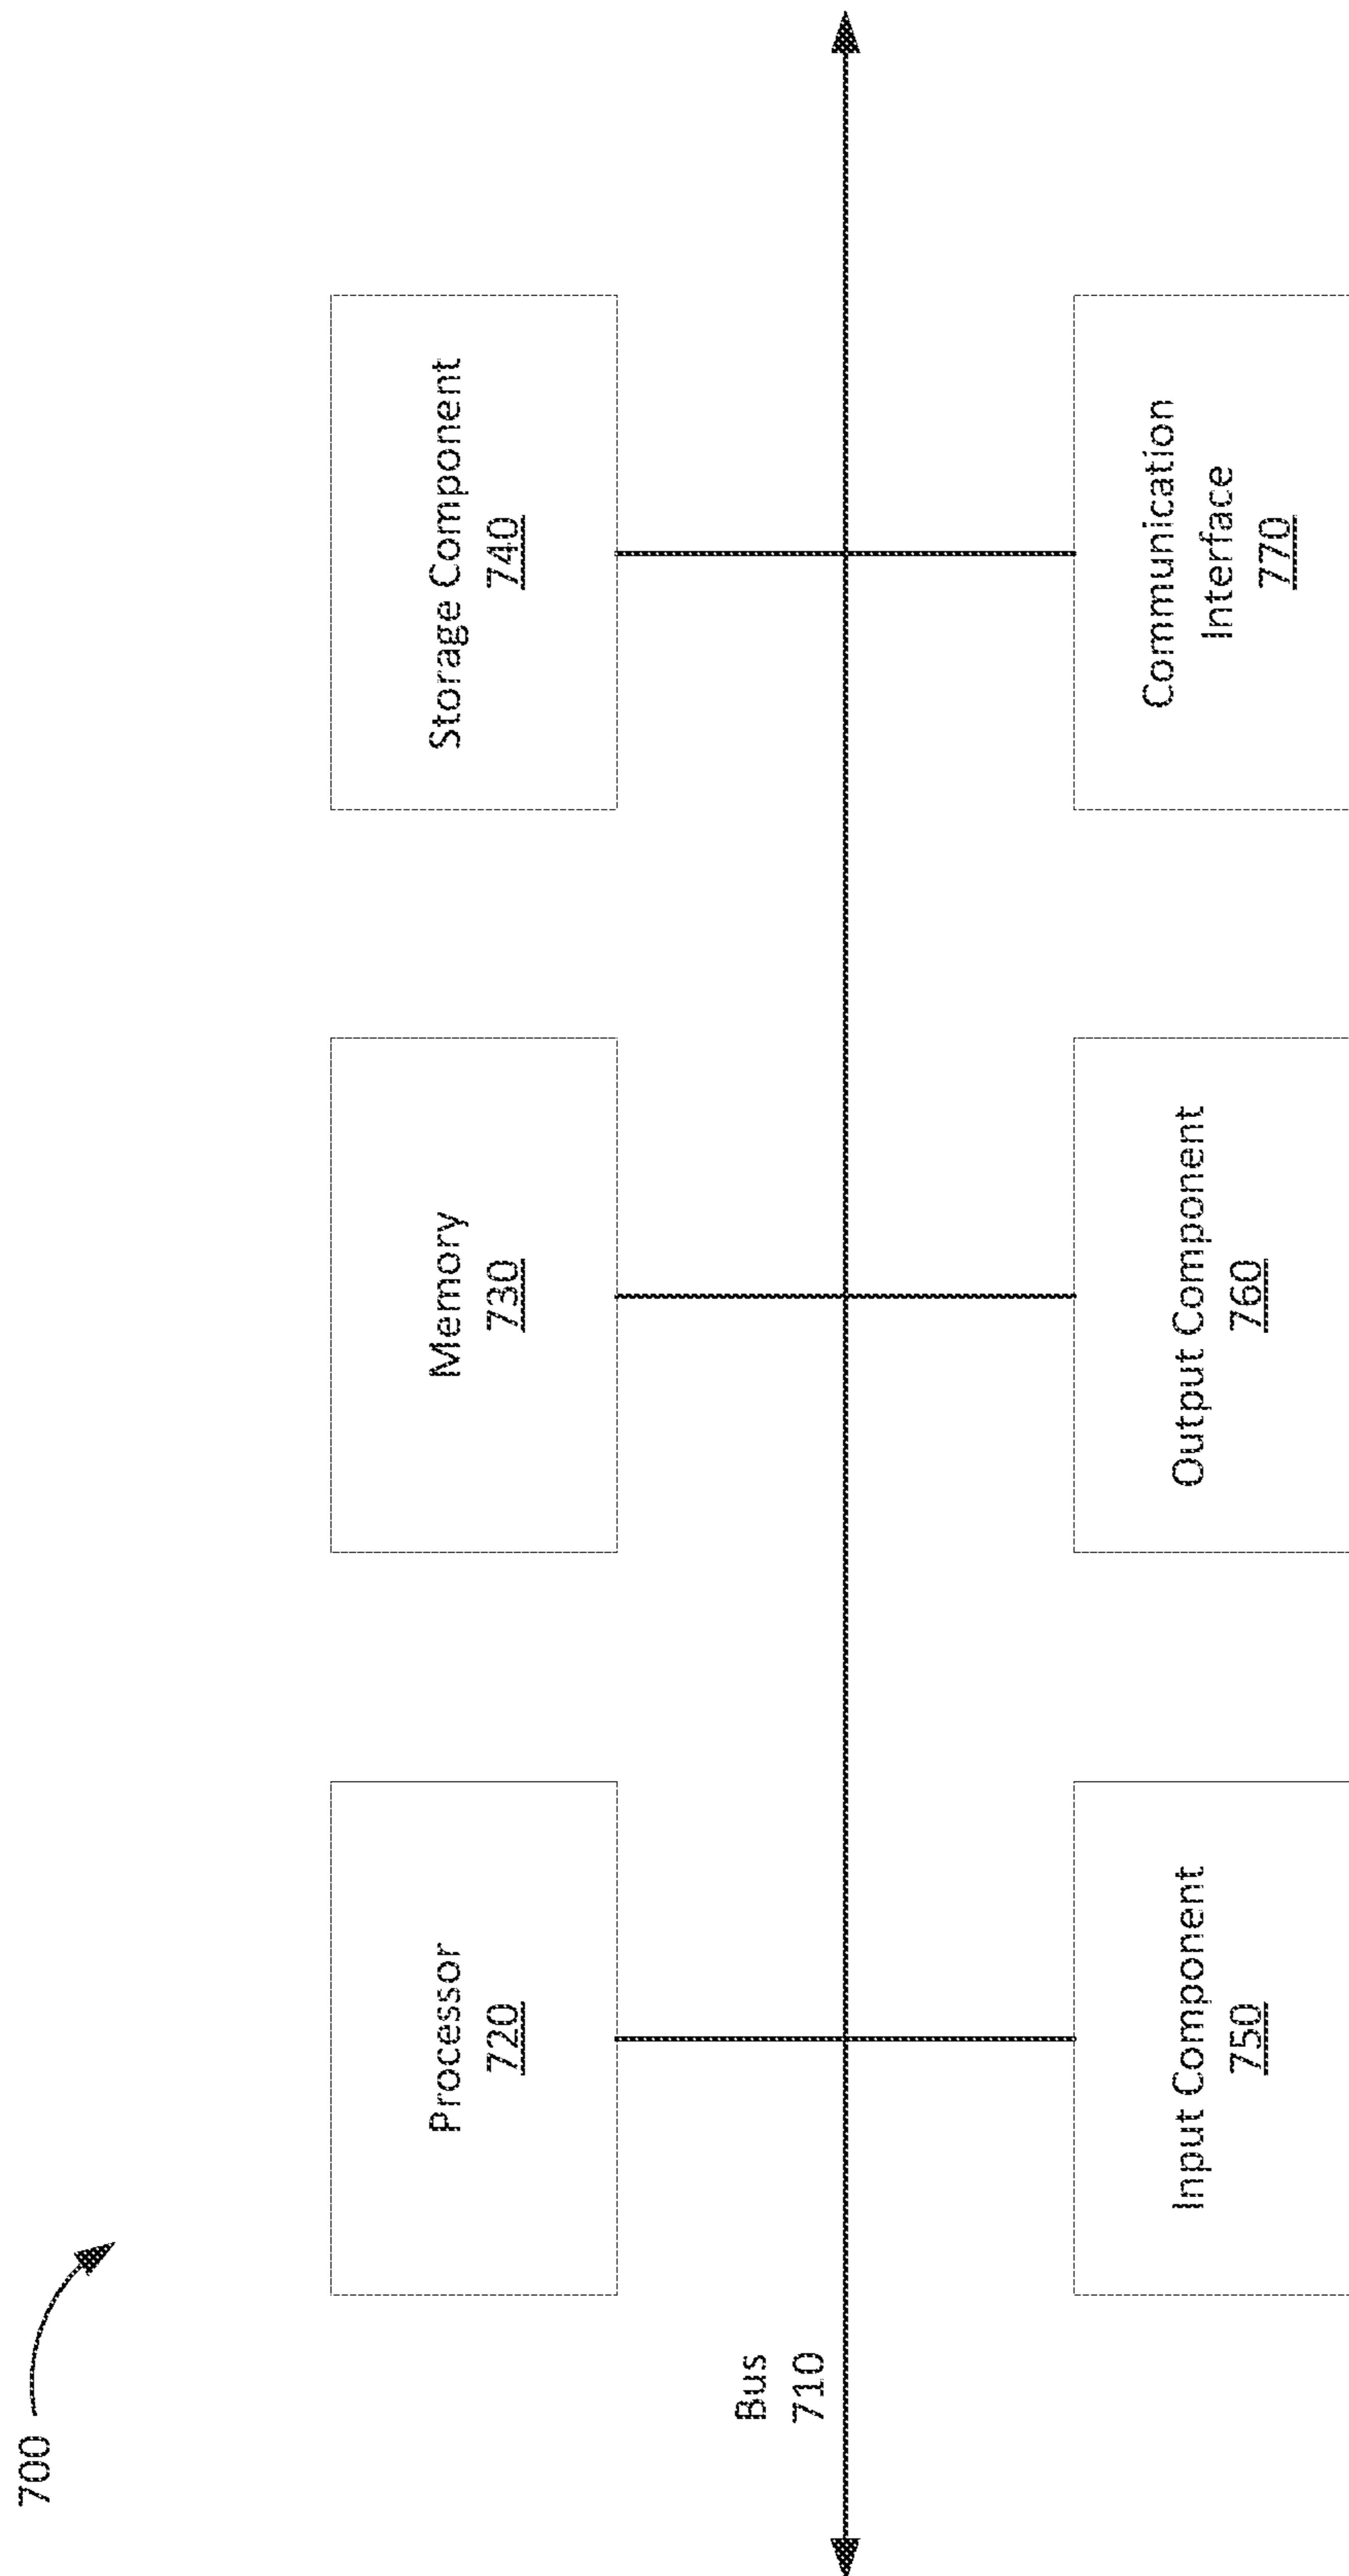 700
Processor
720
Memory
730
Storage Component
740
Bus
710
Input Component
750
Output Component
760
Communication
Interface
770